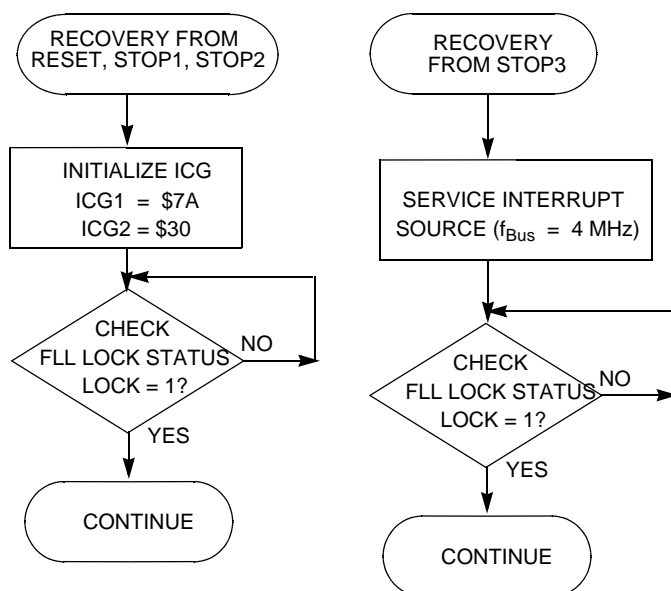 RECOVERY FROM
RESET, STOP1, STOP2
INITIALIZE ICG
ICG1 = $7A
ICG2 = $30
CHECK
FLL LOCK STATUS
LOCK = 1?
NO
YES
CONTINUE
RECOVERY
FROM STOP3
SERVICE INTERRUPT
SOURCE (fBus = 4 MHz)
CHECK
FLL LOCK STATUS
LOCK = 1?
NO
YES
CONTINUE